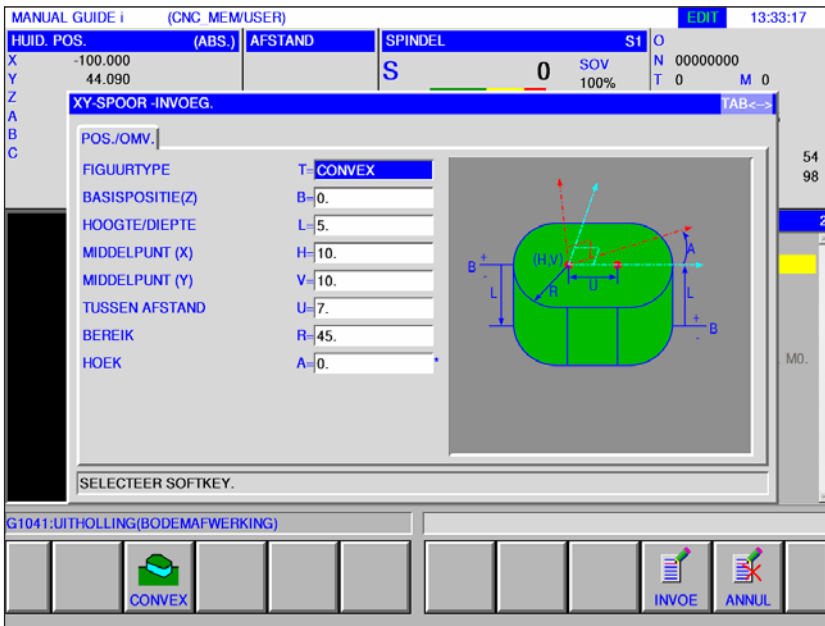 MANUAL GUIDE i (CNC_MEM/USER) EDIT 13:33:17
HUID. POS. (ABS.) AFSTAND SPINDEL S1 O
X -100.000 S 0 SOV N 00000000
Y 44.090 100% T 0 M 0
Z
A
B
C
54
98
2
XY-SPOOR -INVOEG. TAB<-->
POS./OMV.
FIGUURTYPE T= CONVEX
BASISPOSITIE(Z) B= 0.
HOOGTE/DIEPTE L= 5.
MIDDELPUNT (X) H= 10.
MIDDELPUNT (Y) V= 10.
TUSSEN AFSTAND U= 7.
BEREIK R= 45.
HOEK A= 0. *
(H,V) A
B + -
L R U L
+ - B
M0.
SELECTEER SOFTKEY.
G1041:UITHOLLING(BODEMAFWERKING)
CONVEX INVOE ANNUL